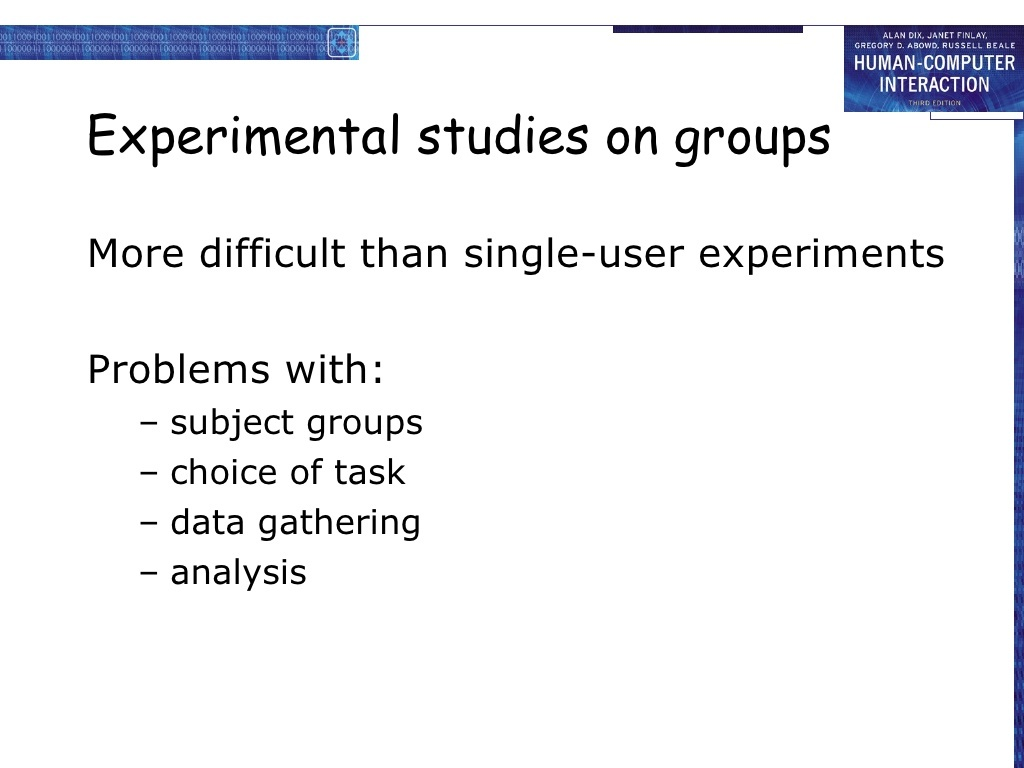 ALAN DIX, JANET FINLAY,
GREGORY D. ABOWD, RUSSELL BEALE
HUMAN-COMPUTER
INTERACTION
THIRD EDITION
Experimental studies on groups
More difficult than single-user experiments
Problems with:
– subject groups
– choice of task
– data gathering
– analysis